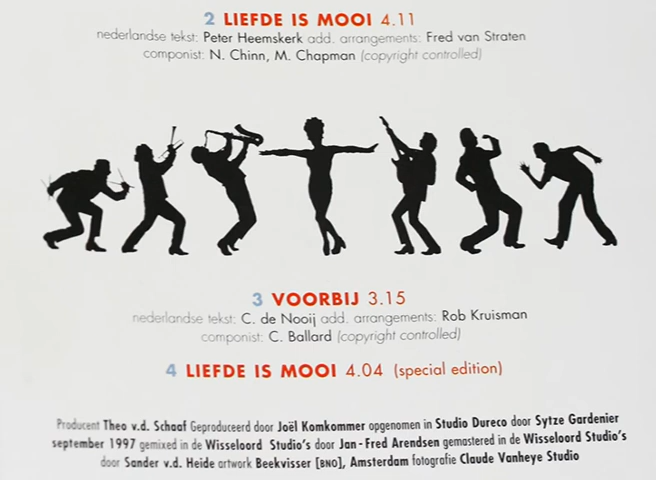 2 LIEFDE IS MOOI 4.11
nederlandse tekst: Peter Heemskerk add. arrangements: Fred van Straten
componist: N. Chinn, M. Chapman (copyright controlled)
3 VOORBIJ 3.15
nederlandse tekst: C. de Nooij add. arrangements: Rob Kruisman
componist: C. Ballard (copyright controlled)
4 LIEFDE IS MOOI 4.04 (special edition)
Producent Theo v.d. Schaaf Geproduceerd door Joël Komkommer opgenomen in Studio Dureco door Sytze Gardenier
september 1997 gemixed in de Wisseloord Studio's door Jan-Fred Arendsen gemastered in de Wisseloord Studio's
door Sander v.d. Heide artwork Beekvisser [BNO], Amsterdam fotografie Claude Vanheye Studio